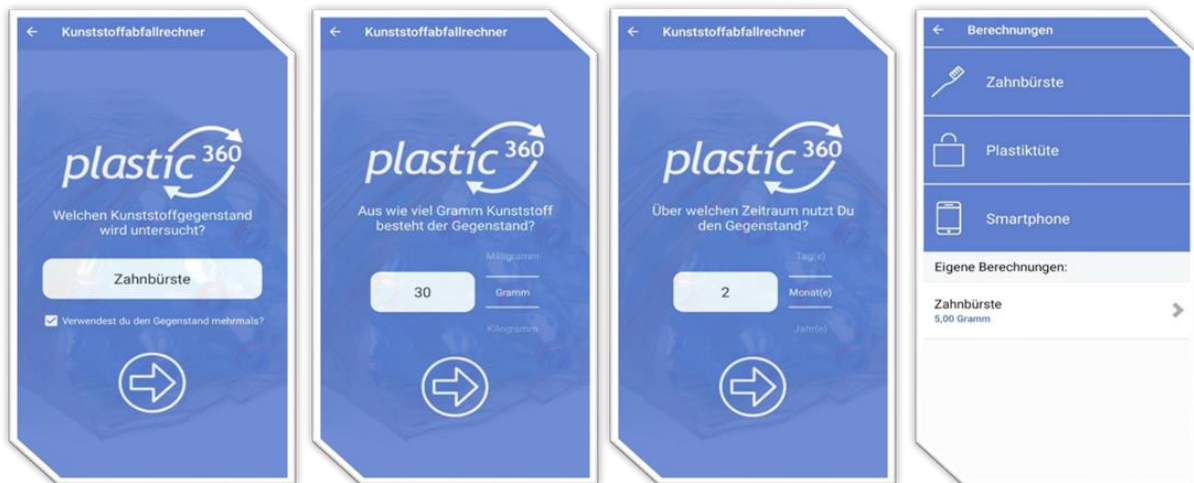 ← Kunststoffabfallrechner
plastic 360
Welchen Kunststoffgegenstand
wird untersucht?
Zahnbürste
Verwendest du den Gegenstand mehrmals?
← Kunststoffabfallrechner
plastic 360
Aus wie viel Gramm Kunststoff
besteht der Gegenstand?
Milligramm
30 Gramm
Kilogramm
← Kunststoffabfallrechner
plastic 360
Über welchen Zeitraum nutzt Du
den Gegenstand?
Tag(e)
2 Monat(e)
Jahr(e)
← Berechnungen
Zahnbürste
Plastiktüte
Smartphone
Eigene Berechnungen:
Zahnbürste
5,00 Gramm